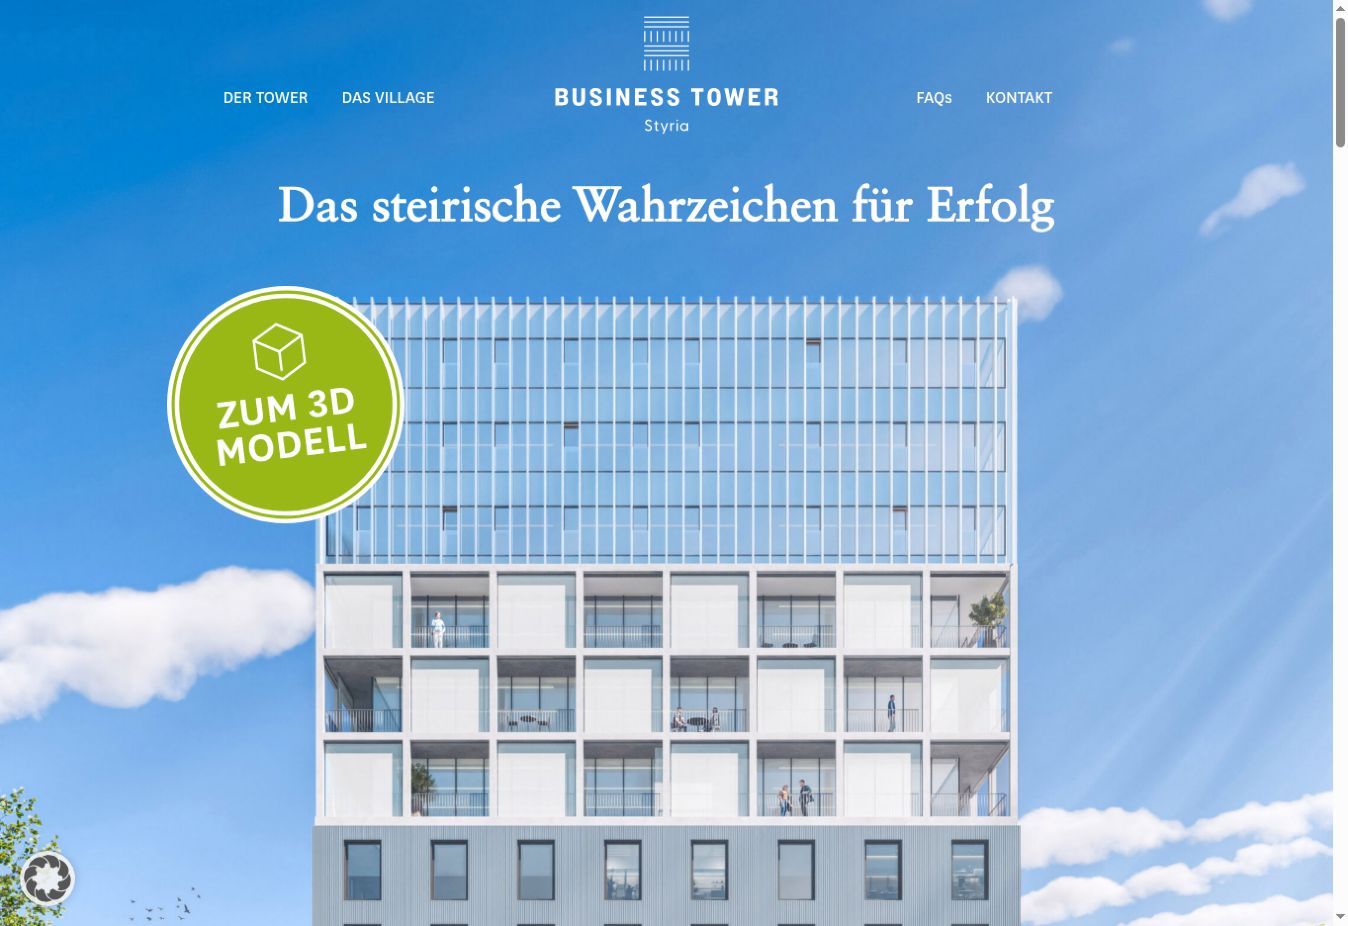 DER TOWER
DAS VILLAGE
BUSINESS TOWER
Styria
FAQs
KONTAKT
Das steirische Wahrzeichen für Erfolg
ZUM 3D
MODELL